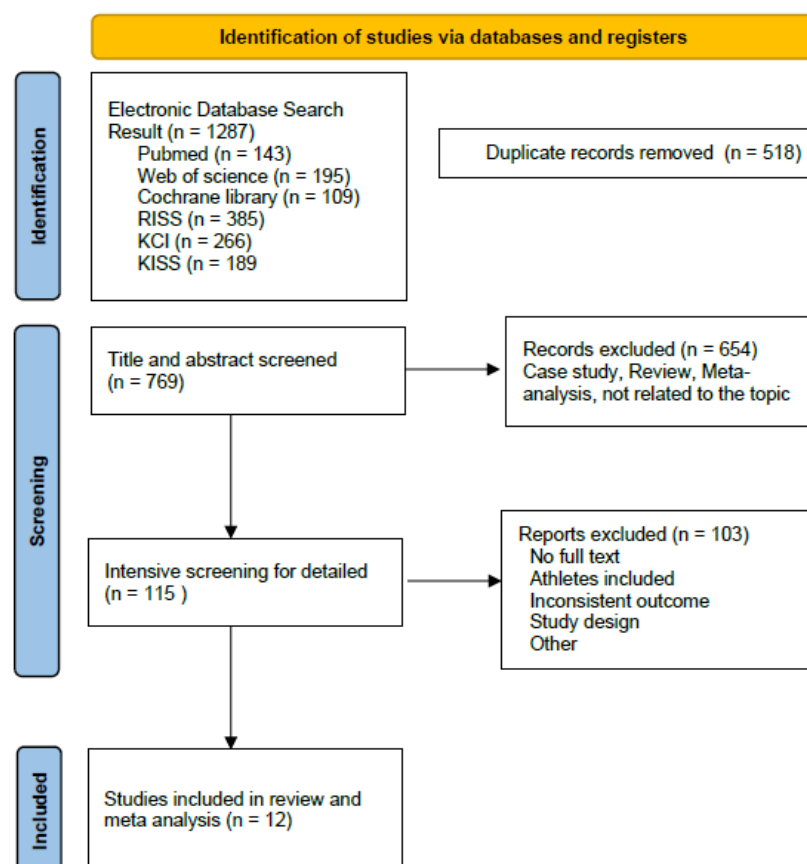 Identification of studies via databases and registers
Identification
Electronic Database Search
Result (n = 1287)
Pubmed (n = 143)
Web of science (n = 195)
Cochrane library (n = 109)
RISS (n = 385)
KCI (n = 266)
KISS (n = 189
Duplicate records removed (n = 518)
Screening
Title and abstract screened
(n = 769)
Records excluded (n = 654)
Case study, Review, Meta-
analysis, not related to the topic
Intensive screening for detailed
(n = 115 )
Reports excluded (n = 103)
No full text
Athletes included
Inconsistent outcome
Study design
Other
Included
Studies included in review and
meta analysis (n = 12)